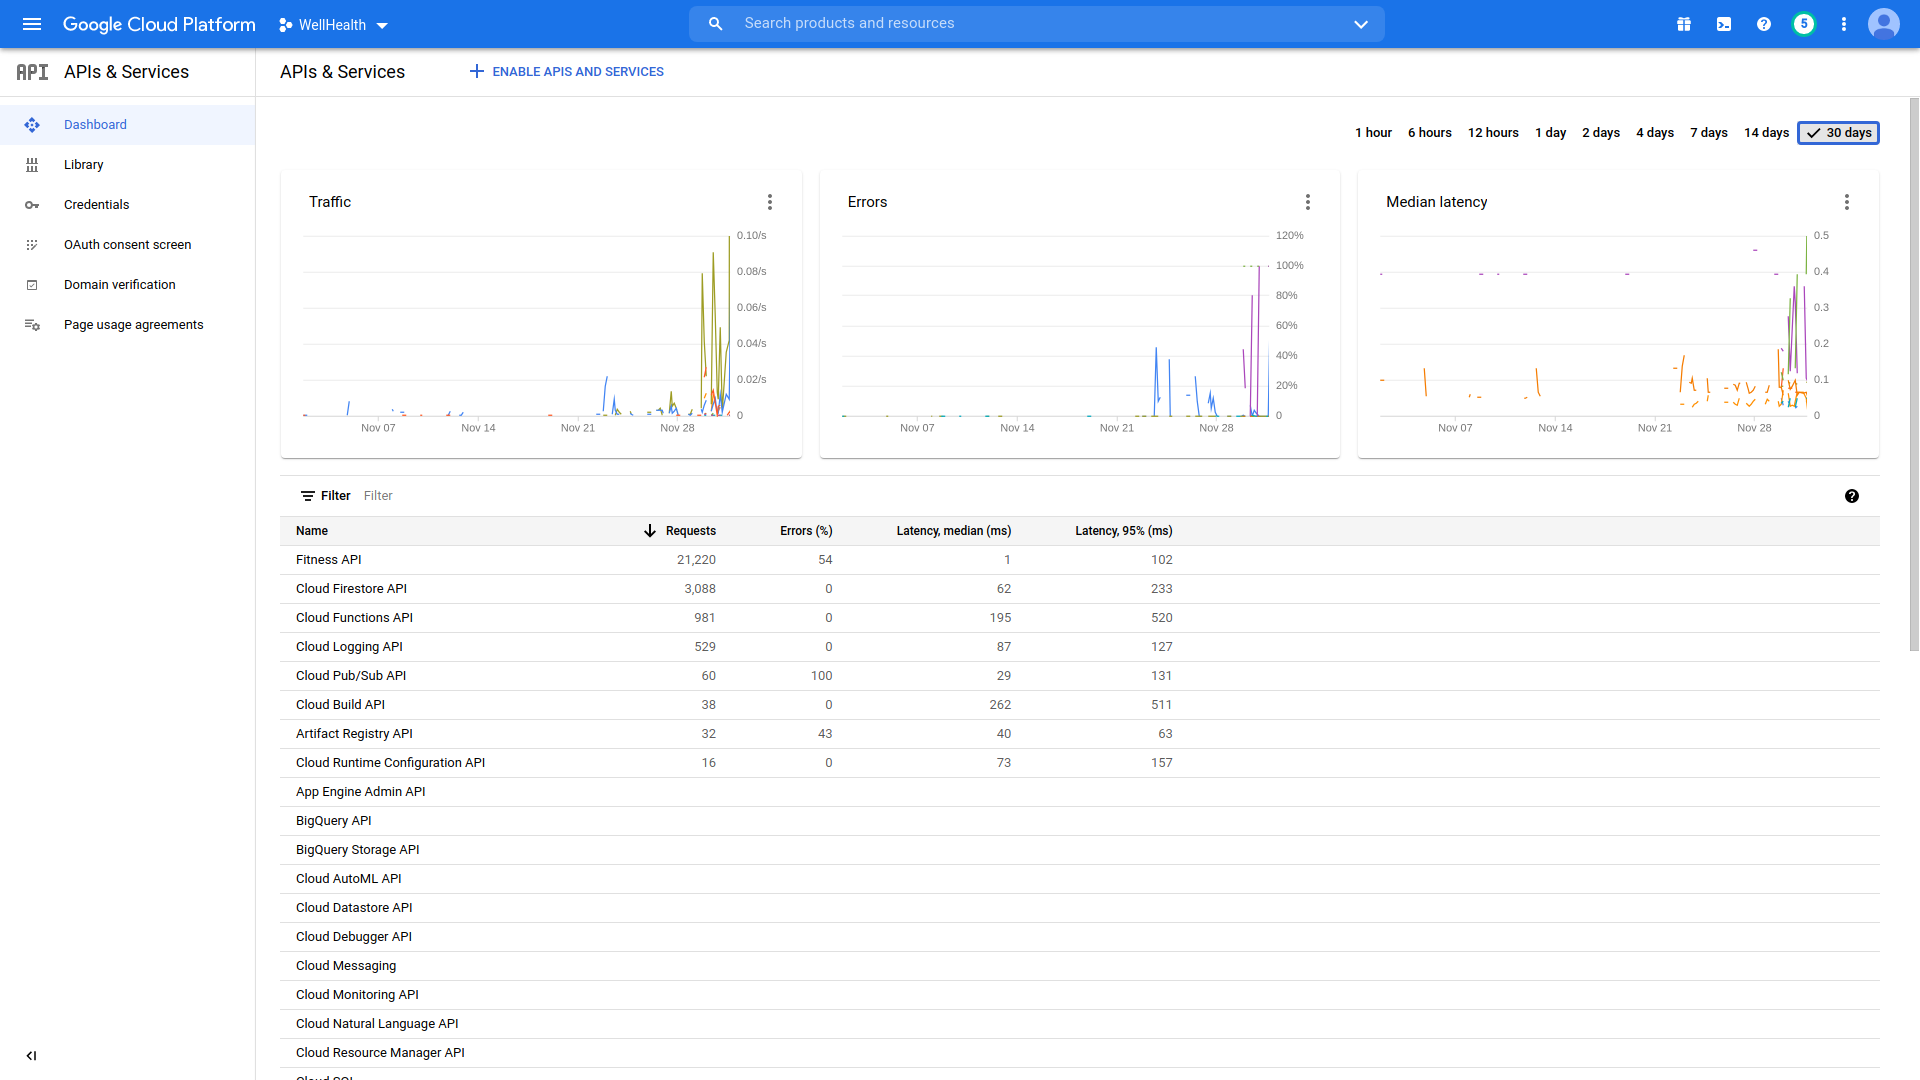 Google Cloud Platform
WellHealth
Search products and resources
5
API APIs & Services
APIs & Services
ENABLE APIS AND SERVICES
Dashboard
Library
Credentials
OAuth consent screen
Domain verification
Page usage agreements
1 hour 6 hours 12 hours 1 day 2 days 4 days 7 days 14 days 30 days
Traffic
0.10/s
0.08/s
0.06/s
0.04/s
0.02/s
0
Nov 07 Nov 14 Nov 21 Nov 28
Errors
120%
100%
80%
60%
40%
20%
0
Nov 07 Nov 14 Nov 21 Nov 28
Median latency
0.5
0.4
0.3
0.2
0.1
0
Nov 07 Nov 14 Nov 21 Nov 28
Filter Filter
Name Requests Errors (%) Latency, median (ms) Latency, 95% (ms)
Fitness API 21,220 54 1 102
Cloud Firestore API 3,088 0 62 233
Cloud Functions API 981 0 195 520
Cloud Logging API 529 0 87 127
Cloud Pub/Sub API 60 100 29 131
Cloud Build API 38 0 262 511
Artifact Registry API 32 43 40 63
Cloud Runtime Configuration API 16 0 73 157
App Engine Admin API
BigQuery API
BigQuery Storage API
Cloud AutoML API
Cloud Datastore API
Cloud Debugger API
Cloud Messaging
Cloud Monitoring API
Cloud Natural Language API
Cloud Resource Manager API
Cloud SQL